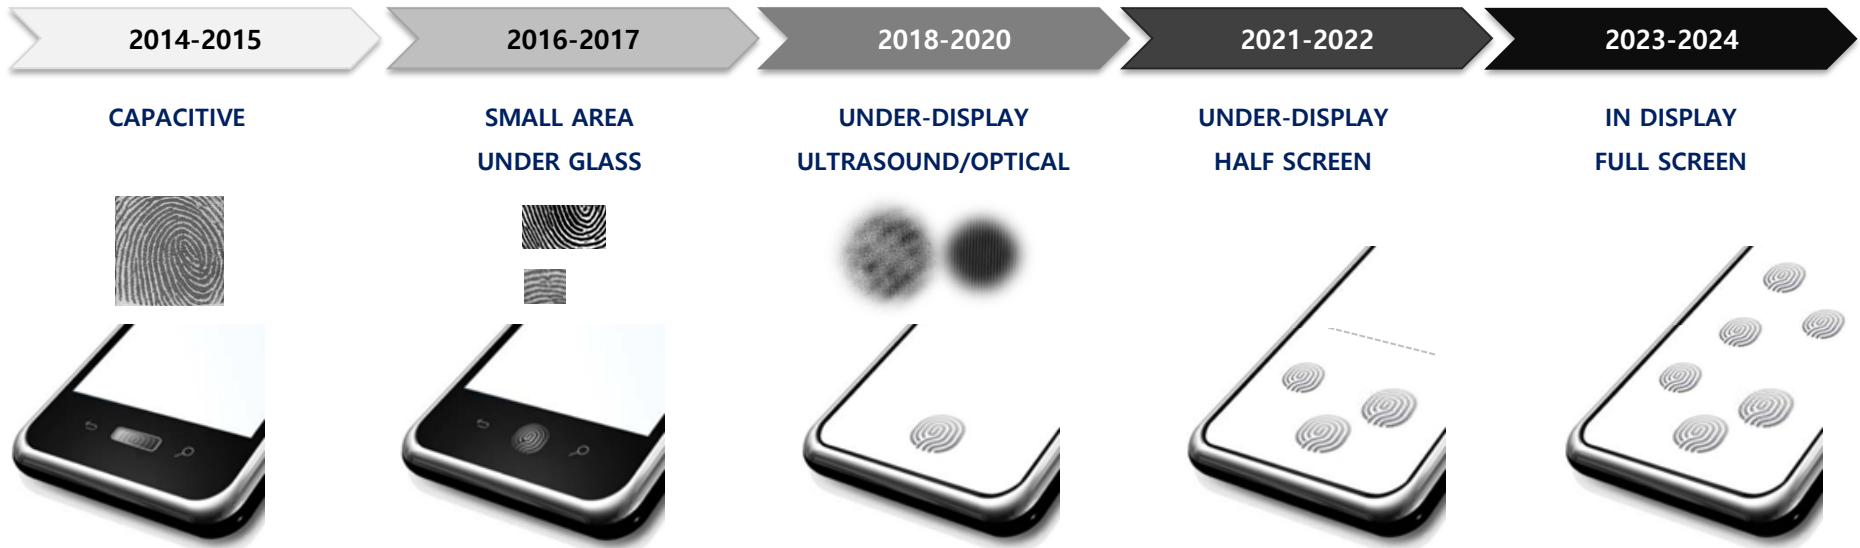 2014-2015
2016-2017
2018-2020
2021-2022
2023-2024
CAPACITIVE
SMALL AREA
UNDER GLASS
UNDER-DISPLAY
ULTRASOUND/OPTICAL
UNDER-DISPLAY
HALF SCREEN
IN DISPLAY
FULL SCREEN